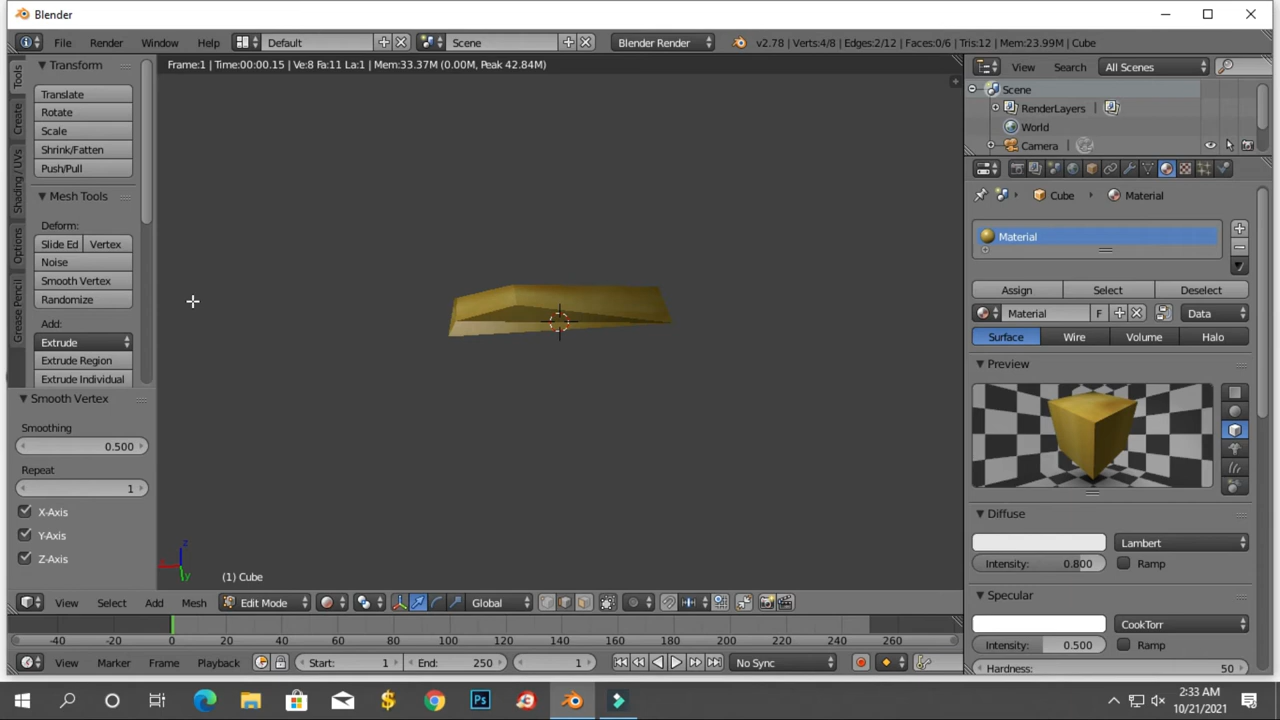 Blender
File Render Window Help Default Scene Blender Render v2.78 | Verts:4/8 | Edges:2/12 | Faces:0/6 | Tris:12 | Mem:23.99M | Cube
Frame:1 | Time:00:00.15 | Ve:8 Fa:11 La:1 | Mem:33.37M (0.00M, Peak 42.84M)
Tools
Create
Shading / UVs
Options
Grease Pencil
Transform
Translate
Rotate
Scale
Shrink/Fatten
Push/Pull
Mesh Tools
Deform:
Slide Ed Vertex
Noise
Smooth Vertex
Randomize
Add:
Extrude
Extrude Region
Extrude Individual
Smooth Vertex
Smoothing
0.500
Repeat
1
X-Axis
Y-Axis
Z-Axis
z
y
(1) Cube
View Select Add Mesh Edit Mode Global
-40 -20 0 20 40 60 80 100 120 140 160 180 200 220 240 260
View Marker Frame Playback Start: 1 End: 250 1 No Sync
View Search All Scenes
Scene
RenderLayers
World
Camera
Cube Material
Material
Assign Select Deselect
Material F Data
Surface Wire Volume Halo
Preview
Diffuse
Lambert
Intensity: 0.800 Ramp
Specular
CookTorr
Intensity: 0.500 Ramp
Hardness: 50
Ps
2:33 AM
10/21/2021